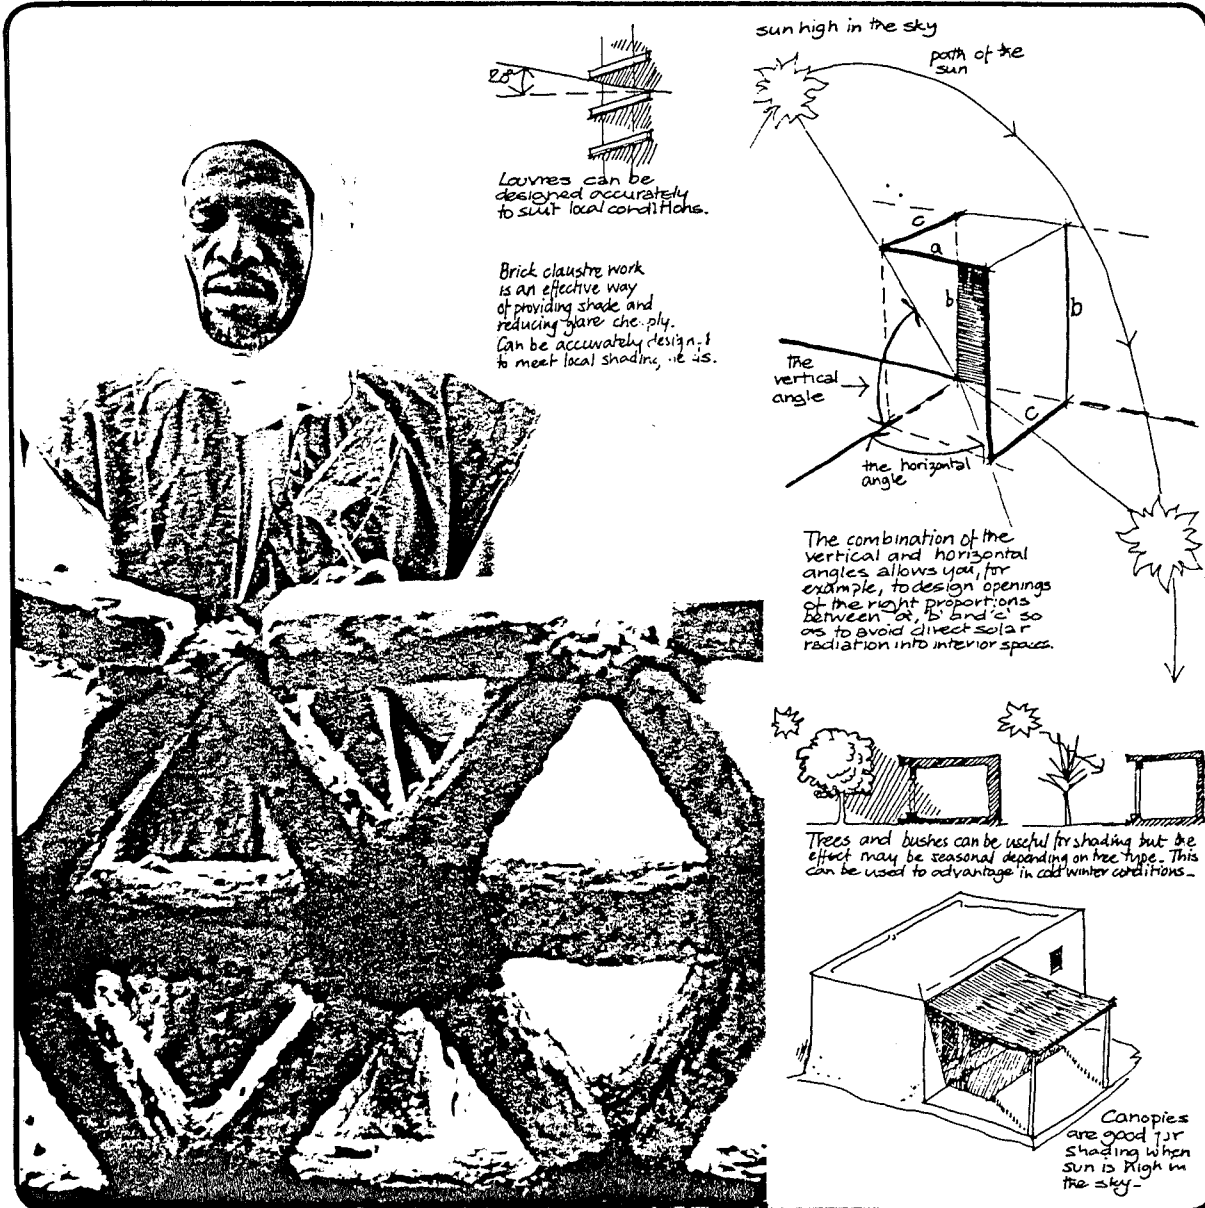 20°
Louvres can be
designed accurately
to suit local conditions.
Brick claustre work
is an effective way
of providing shade and
reducing glare
Can be accurately
to meet local shading
sun high in the sky
path of the
sun
c
a
b
b
c
the
vertical
angle
the horizontal
angle
The combination of the
vertical and horizontal
angles allows you, for
example, to design openings
of the right proportions
between 'a', 'b' and 'c' so
as to avoid direct solar
radiation into interior spaces.
Trees and bushes can be useful for shading but the
effect may be seasonal depending on tree type. This
can be used to advantage in cold winter conditions.
Canopies
are good for
shading when
sun is high in
the sky.